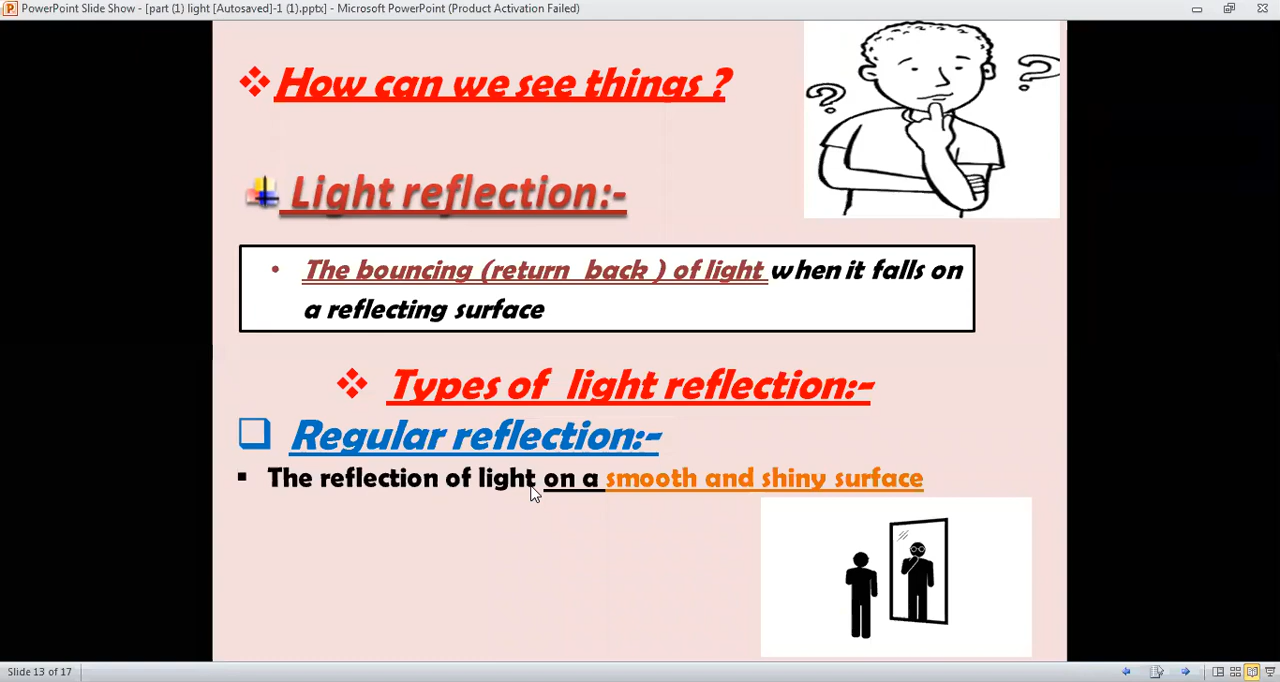 PowerPoint Slide Show - [part (1) light [Autosaved]-1 (1).pptx] - Microsoft PowerPoint (Product Activation Failed)
How can we see things ?
? ?
Light reflection:-
• The bouncing (return back ) of light when it falls on
a reflecting surface
Types of light reflection:-
Regular reflection:-
▪ The reflection of light on a smooth and shiny surface
Slide 13 of 17